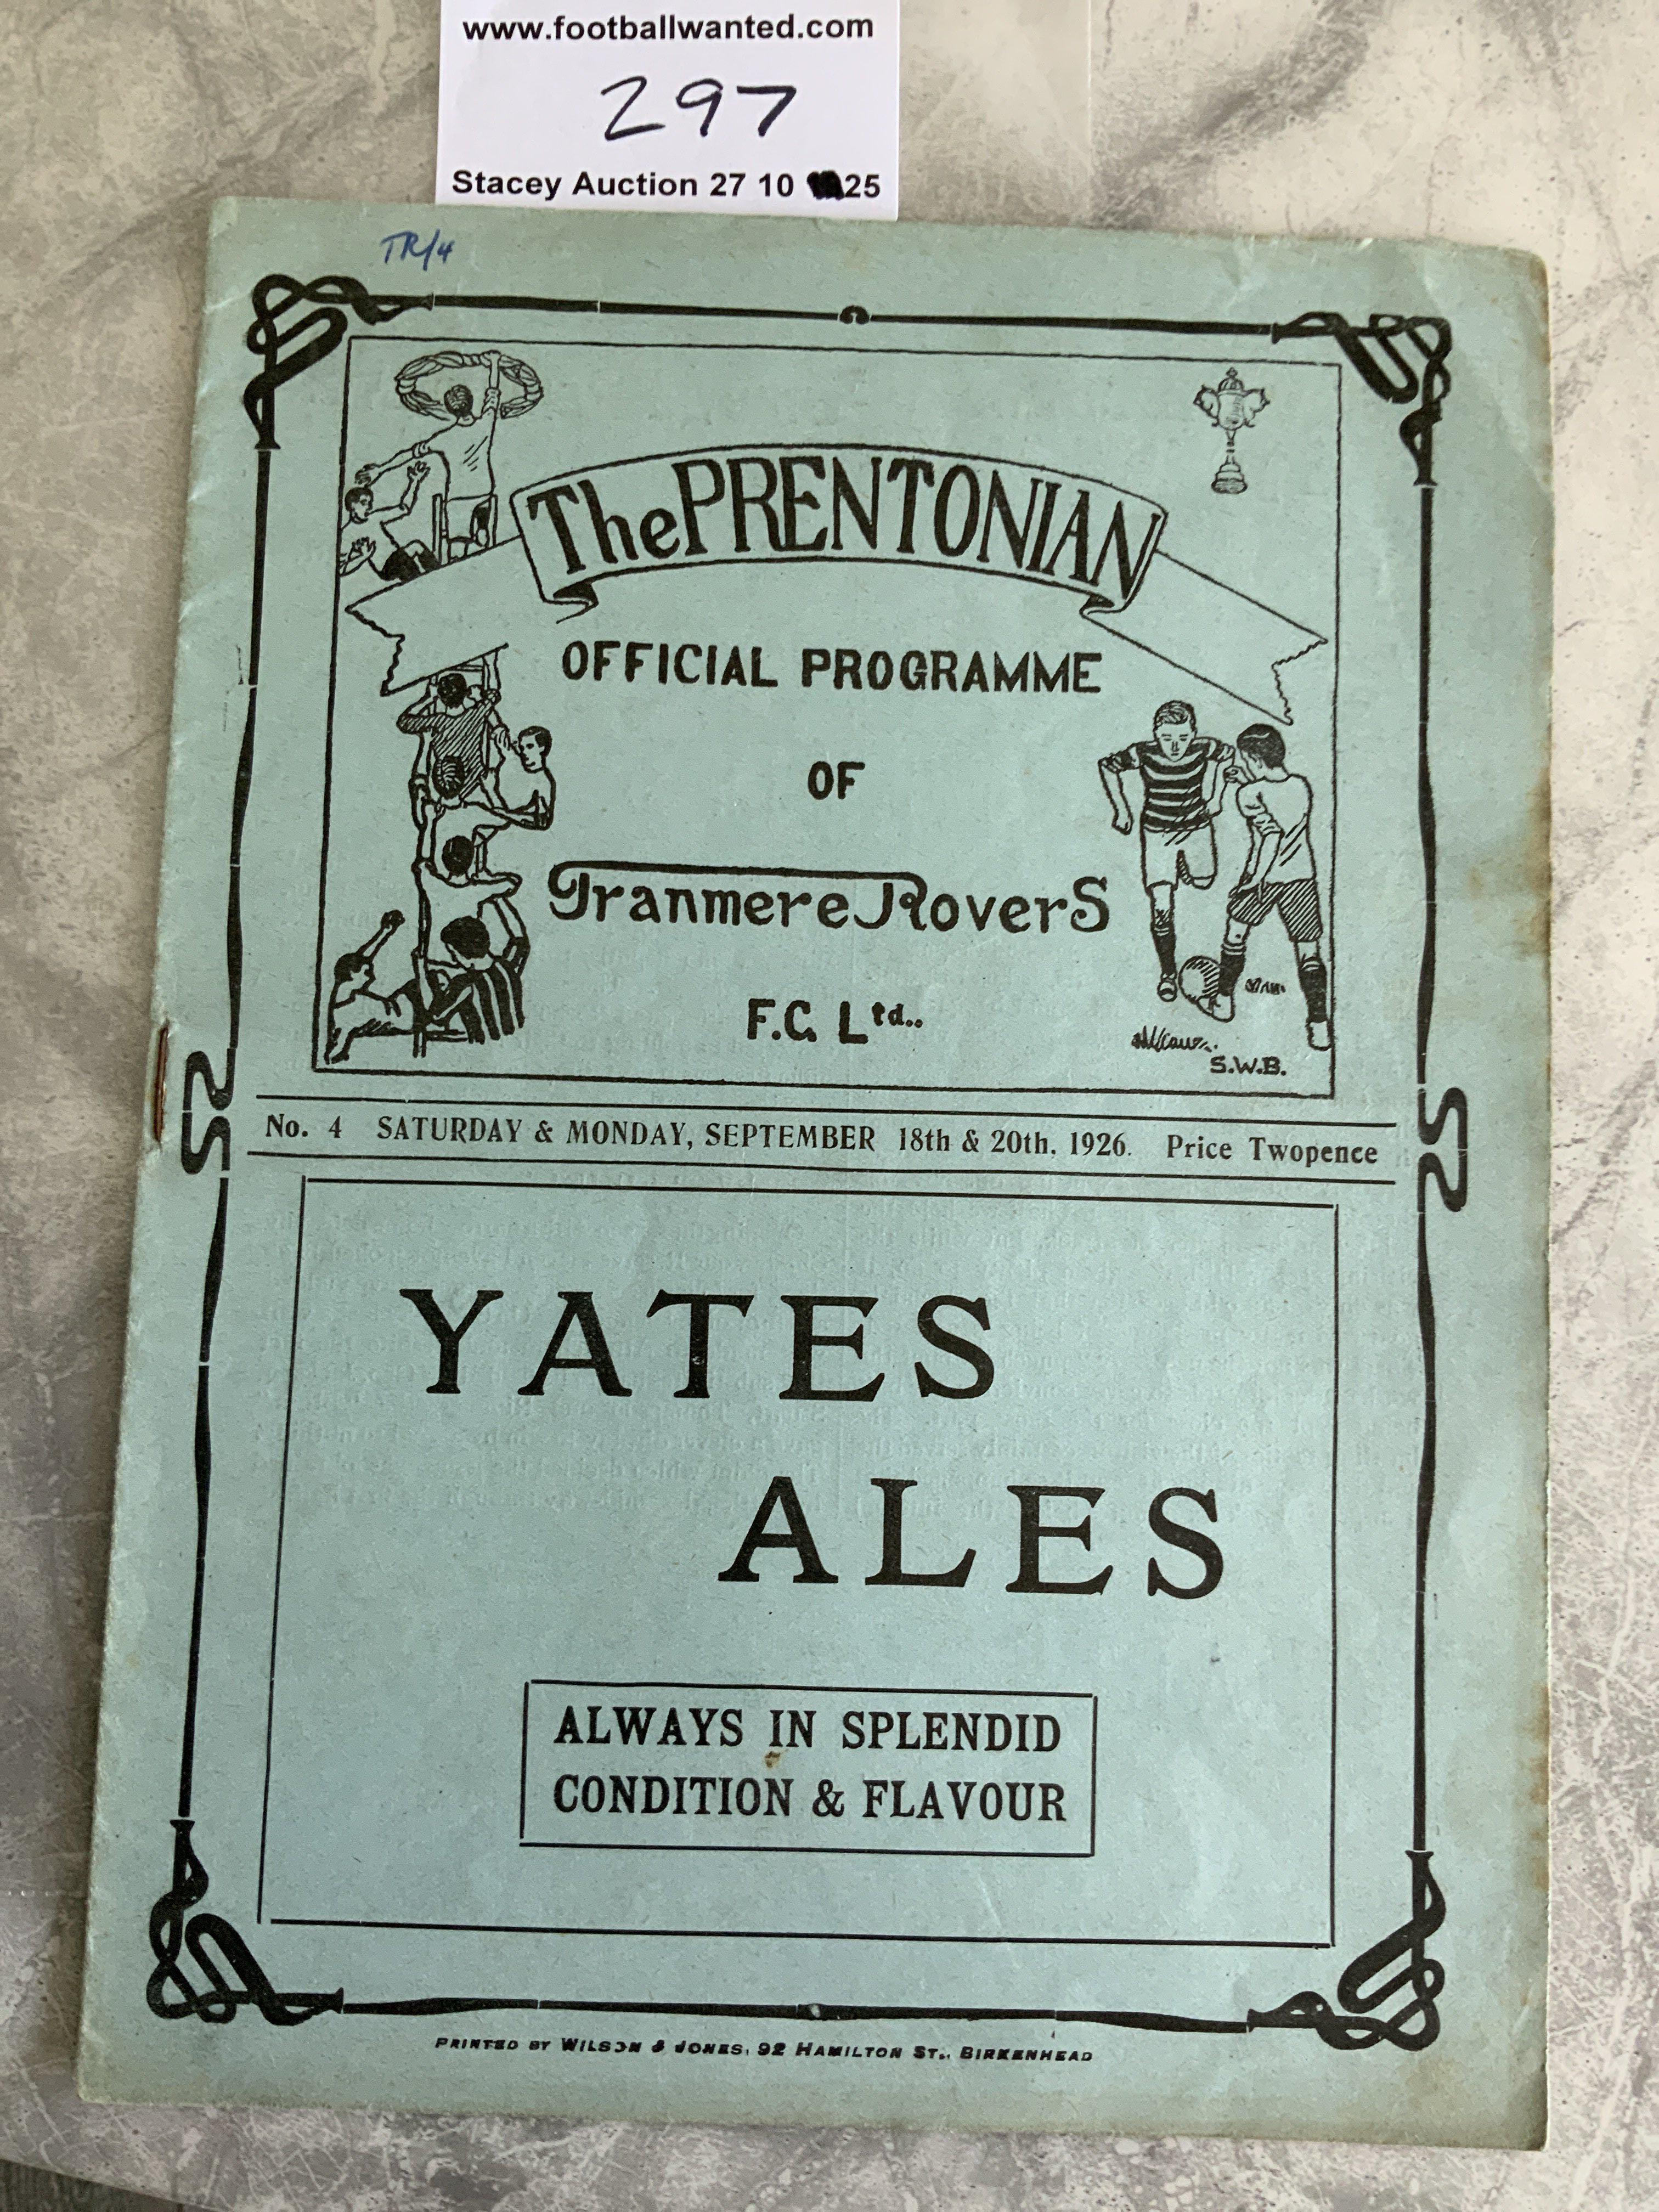 www.footballwanted.com
297
Stacey Auction 27 10 25
TR/4
The PRENTONIAN
OFFICIAL PROGRAMME
OF
Tranmere Rovers
F.C. Ltd..
S.W.B.
No. 4 SATURDAY & MONDAY, SEPTEMBER 18th & 20th, 1926. Price Twopence
YATES
ALES
ALWAYS IN SPLENDID
CONDITION & FLAVOUR
PRINTED BY WILSON & JONES, 92 HAMILTON ST., BIRKENHEAD